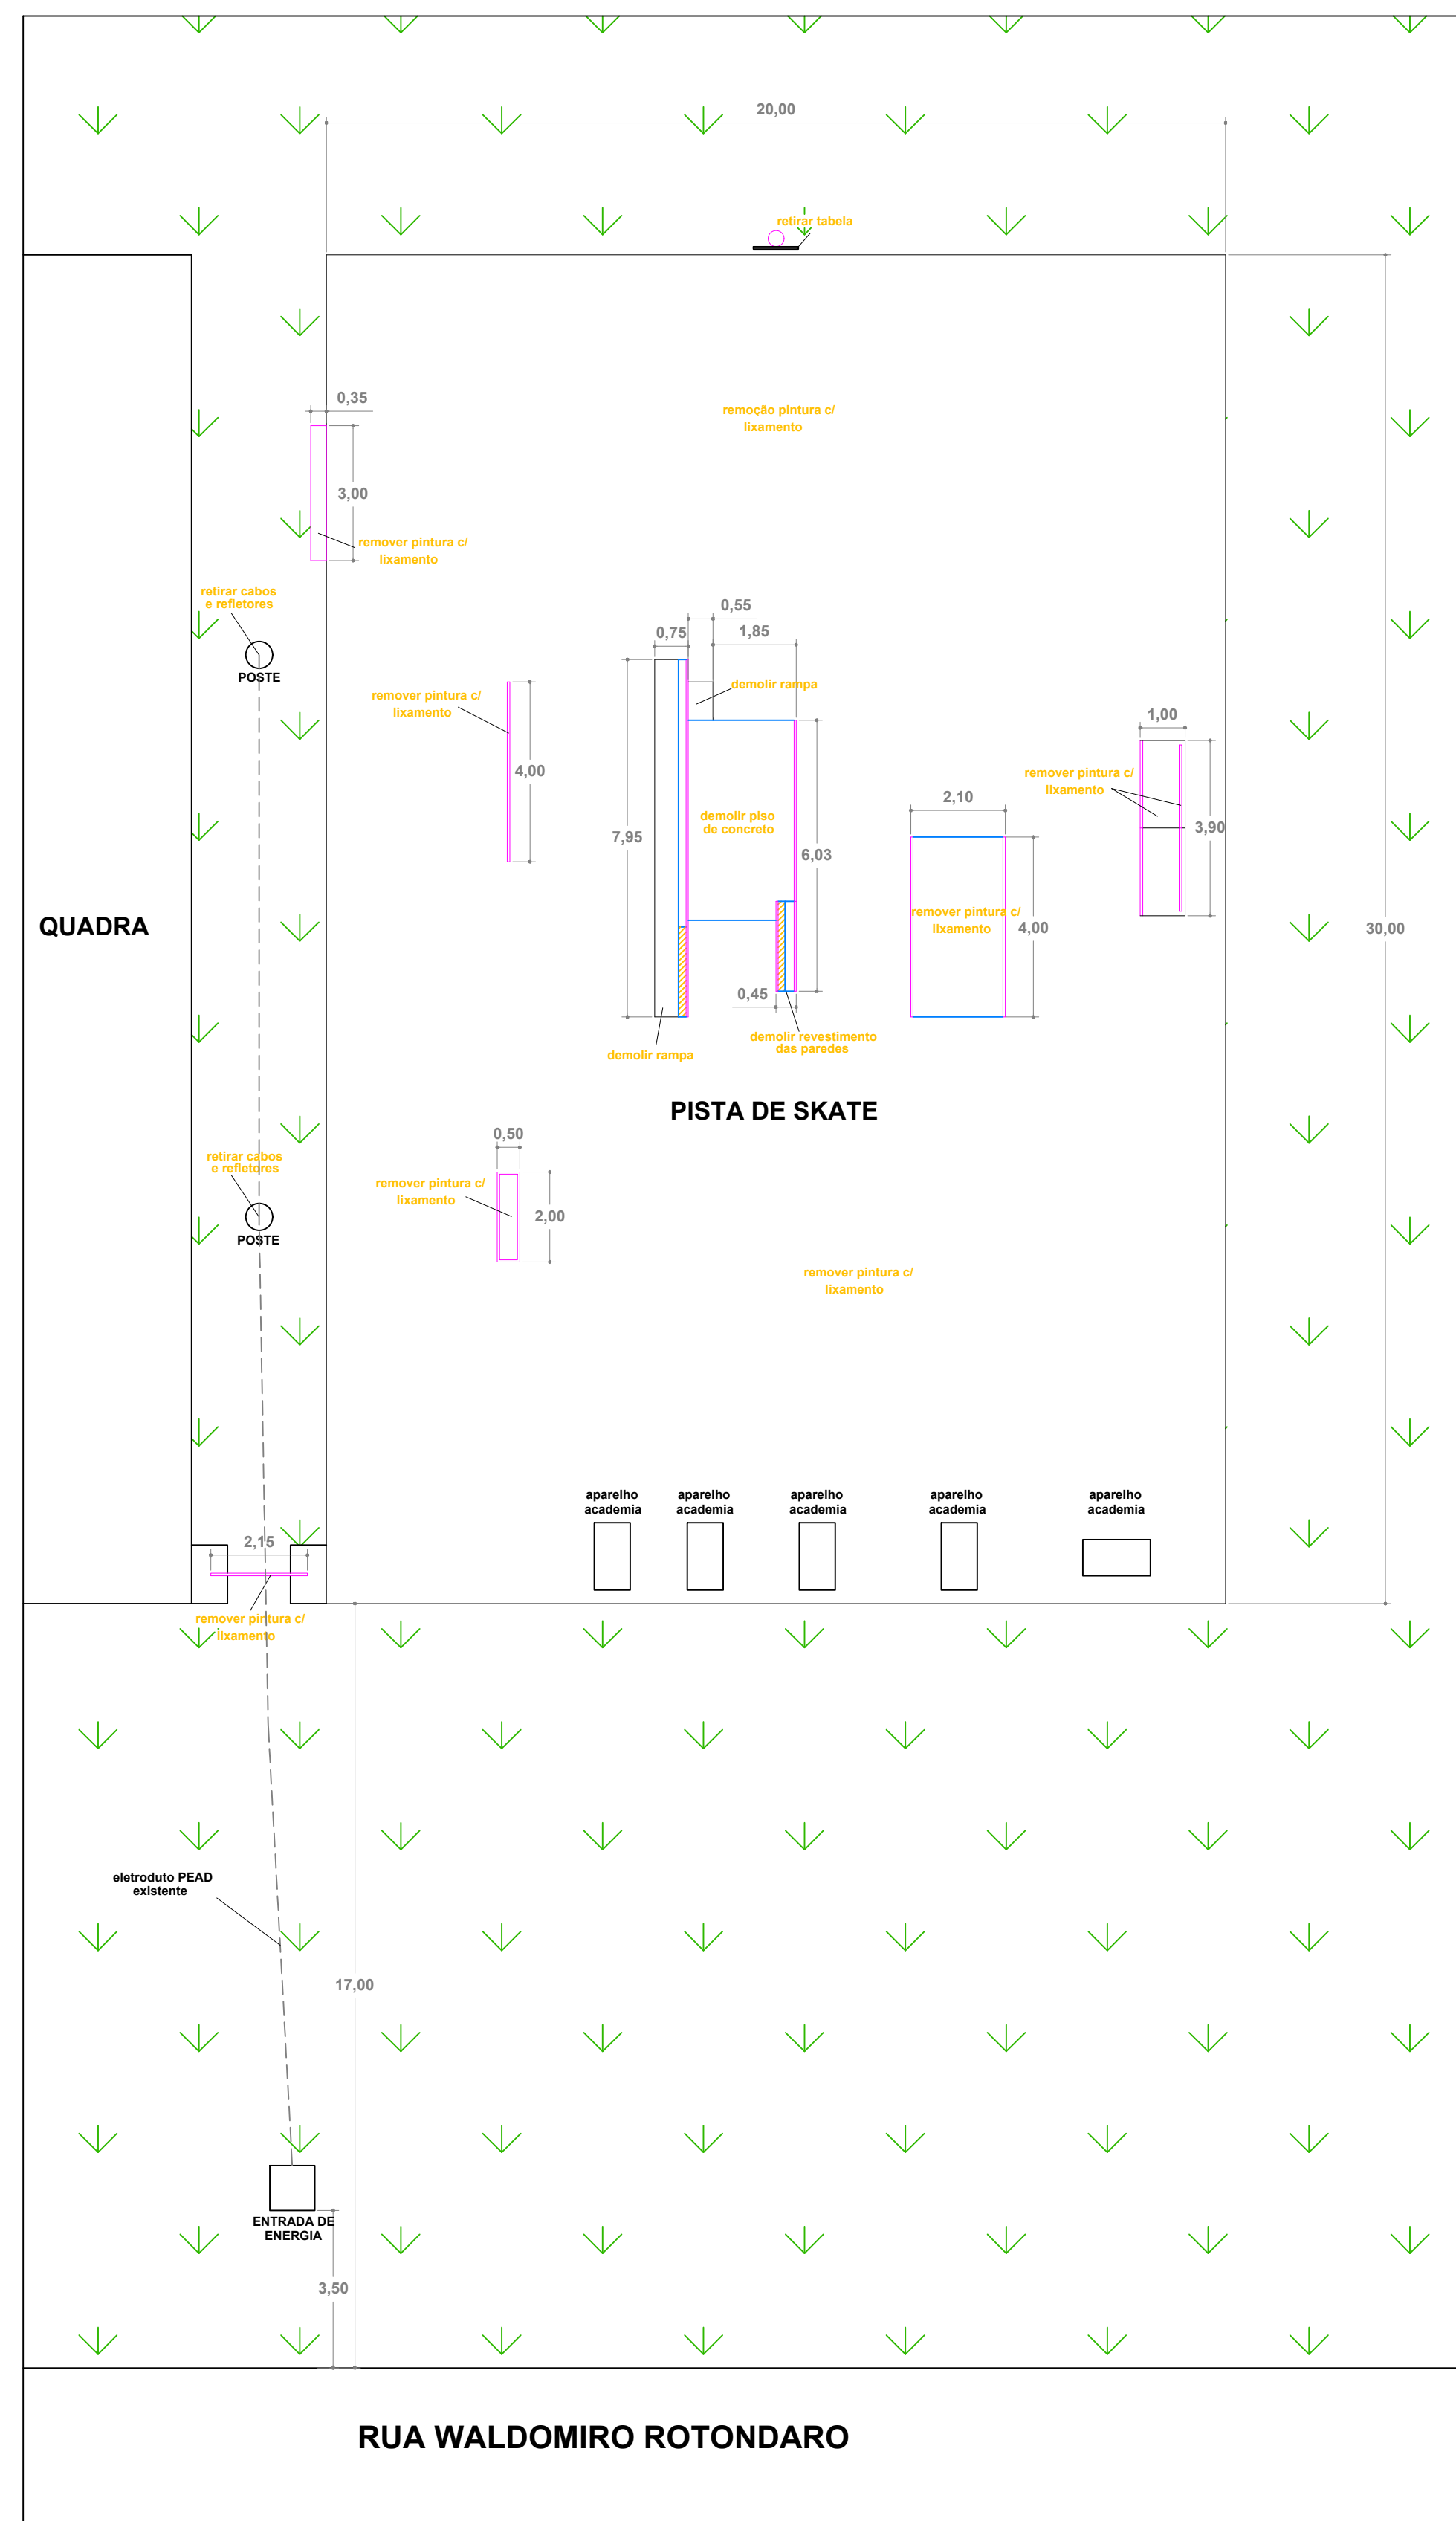 20,00
retirar tabela
0,35
remoção pintura c/
lixamento
3,00
remover pintura c/
lixamento
retirar cabos
e refletores
POSTE
0,55
0,75
1,85
demolir rampa
remover pintura c/
lixamento
4,00
1,00
remover pintura c/
lixamento
2,10
demolir piso
de concreto
7,95
6,03
3,90
remover pintura c/
lixamento
4,00
QUADRA
30,00
0,45
demolir revestimento
das paredes
demolir rampa
PISTA DE SKATE
0,50
retirar cabos
e refletores
remover pintura c/
lixamento
2,00
POSTE
remover pintura c/
lixamento
aparelho
academia
aparelho
academia
aparelho
academia
aparelho
academia
aparelho
academia
2,15
remover pintura c/
lixamento
eletroduto PEAD
existente
17,00
ENTRADA DE
ENERGIA
3,50
RUA WALDOMIRO ROTONDARO